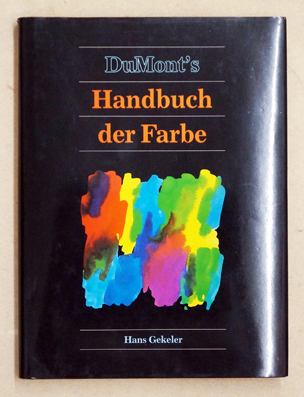 DuMont's
Handbuch
der Farbe
Hans Gekeler